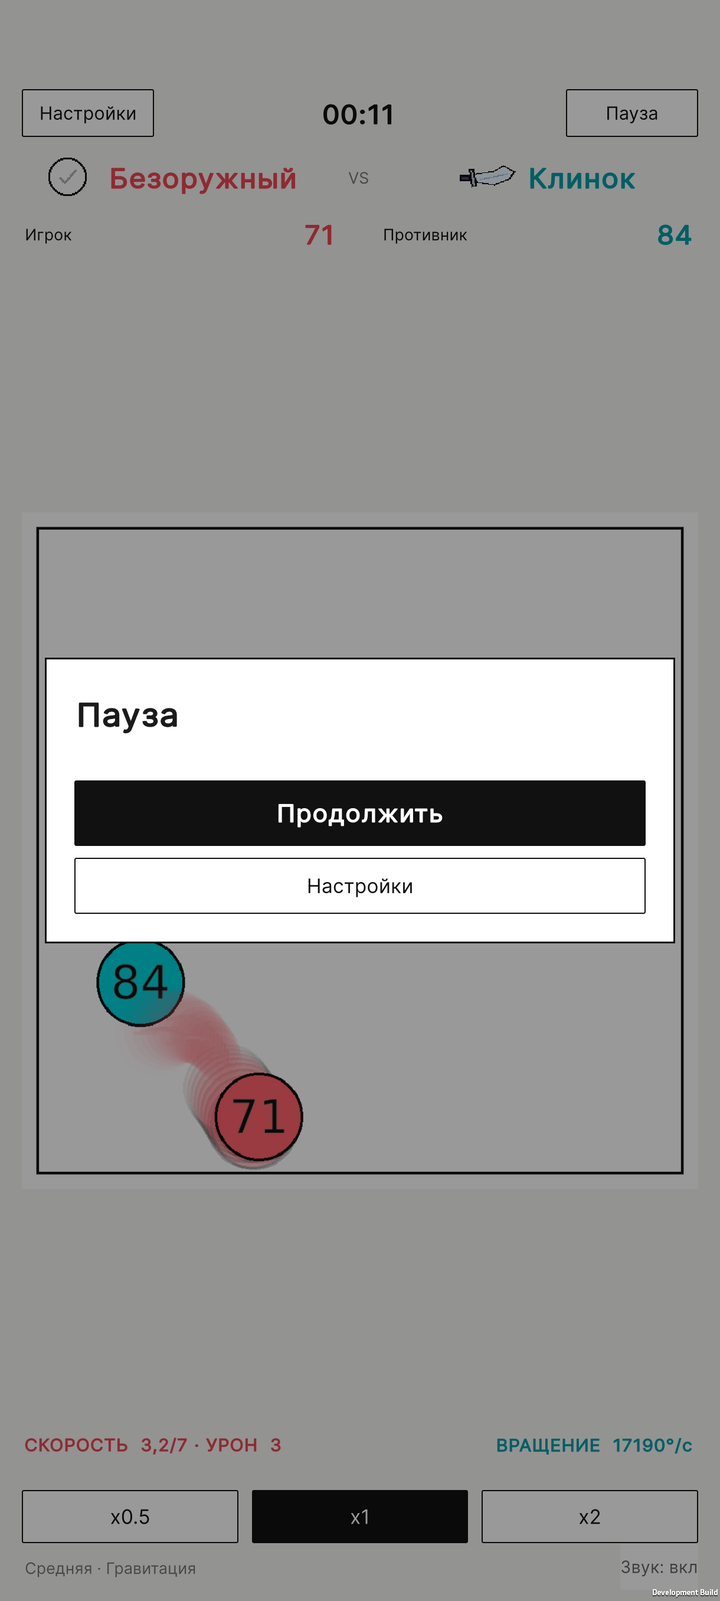 Настройки 00:11 Пауза
Безоружный VS Клинок
Игрок 71 Противник 84
Пауза
Продолжить
Настройки
84
71
СКОРОСТЬ 3,2/7 · УРОН 3 ВРАЩЕНИЕ 17190°/с
x0.5 x1 x2
Средняя · Гравитация Звук: вкл
Development Build